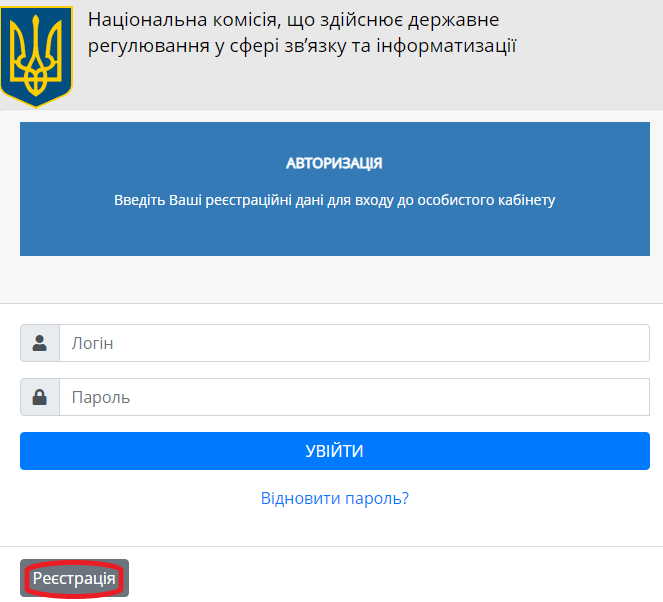 Національна комісія, що здійснює державне
регулювання у сфері зв’язку та інформатизації
АВТОРИЗАЦІЯ
Введіть Ваші реєстраційні дані для входу до особистого кабінету
Логін
Пароль
УВІЙТИ
Відновити пароль?
Реєстрація